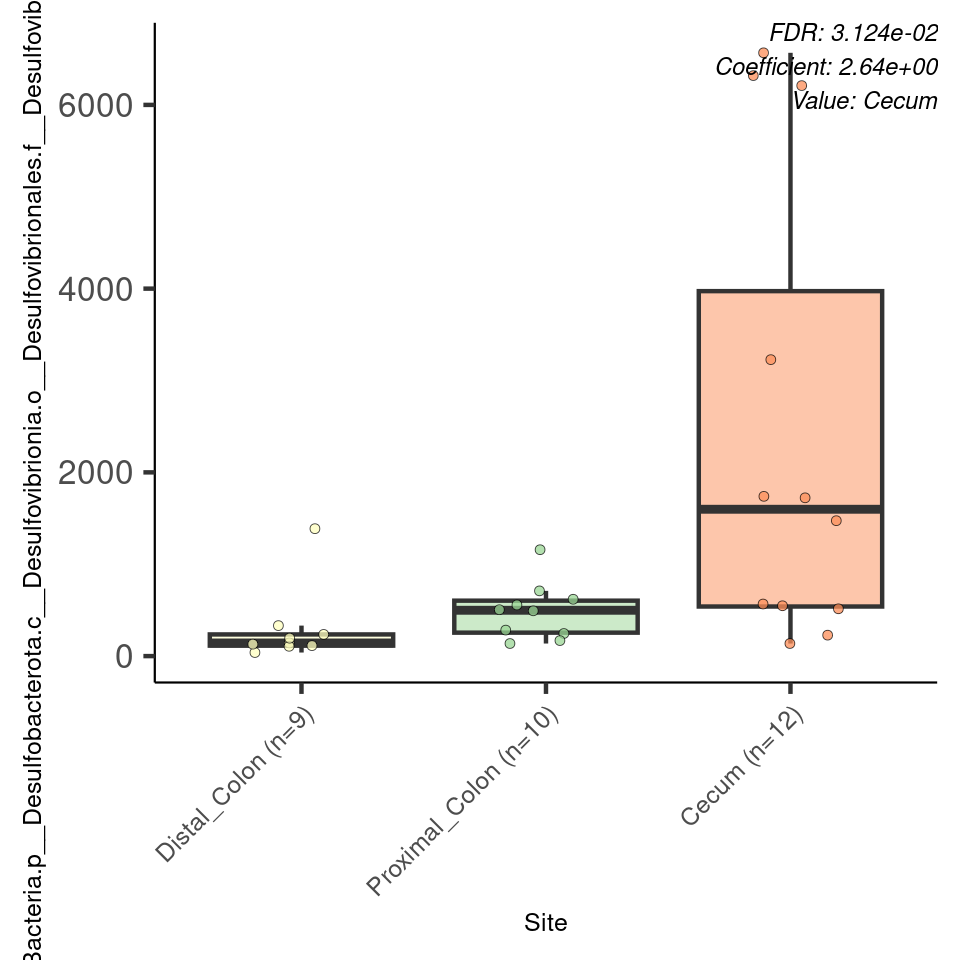 FDR: 3.124e-02
Coefficient: 2.64e+00
Value: Cecum
6000
4000
2000
0
Bacteria.p__Desulfobacterota.c__Desulfovibrionia.o__Desulfovibrionales.f__Desulfovib
Distal_Colon (n=9)
Proximal_Colon (n=10)
Cecum (n=12)
Site